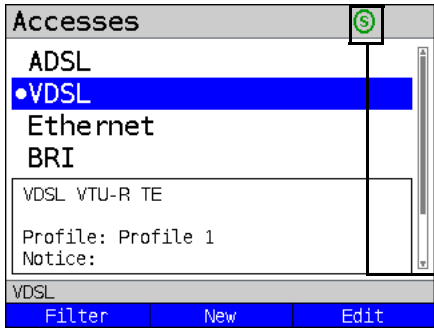 Accesses S
ADSL
•VDSL
Ethernet
BRI
VDSL VTU-R TE
Profile: Profile 1
Notice:
VDSL
Filter New Edit